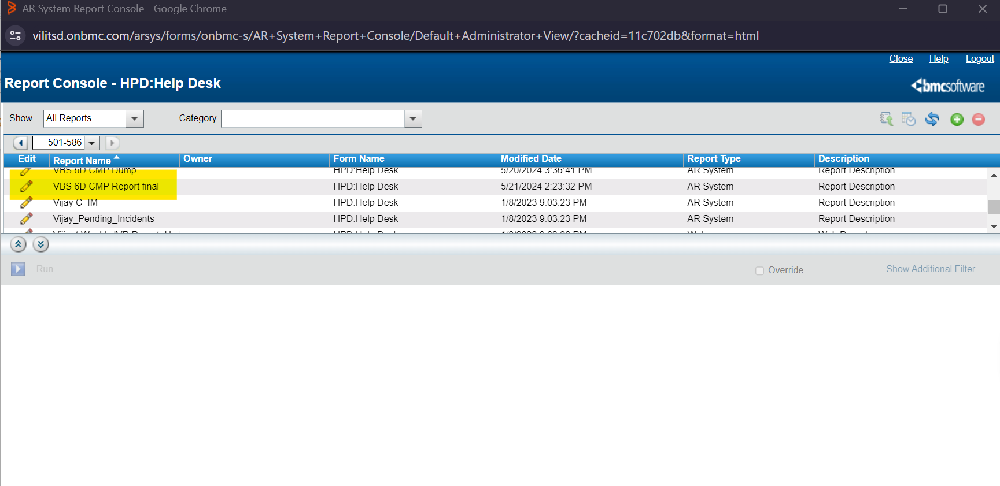 AR System Report Console - Google Chrome
vilitsd.onbmc.com/arsys/forms/onbmc-s/AR+System+Report+Console/Default+Administrator+View/?cacheid=11c702db&format=html
Close Help Logout
Report Console - HPD:Help Desk
bmcsoftware
Show All Reports Category
501-586
Edit Report Name Owner Form Name Modified Date Report Type Description
VBS 6D CMP Dump HPD:Help Desk 5/20/2024 3:36:41 PM AR System Report Description
VBS 6D CMP Report final HPD:Help Desk 5/21/2024 2:23:32 PM AR System Report Description
Vijay C_IM HPD:Help Desk 1/8/2023 9:03:23 PM AR System Report Description
Vijay_Pending_Incidents HPD:Help Desk 1/8/2023 9:03:23 PM AR System Report Description
Run Override Show Additional Filter